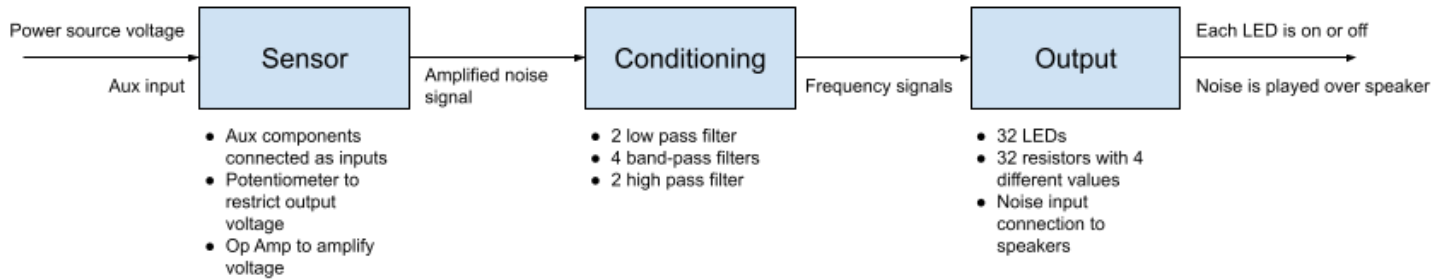 Power source voltage
Aux input
Sensor
Amplified noise
signal
Conditioning
Frequency signals
Output
Each LED is on or off
Noise is played over speaker
● Aux components
connected as inputs
● Potentiometer to
restrict output
voltage
● Op Amp to amplify
voltage
● 2 low pass filter
● 4 band-pass filters
● 2 high pass filter
● 32 LEDs
● 32 resistors with 4
different values
● Noise input
connection to
speakers